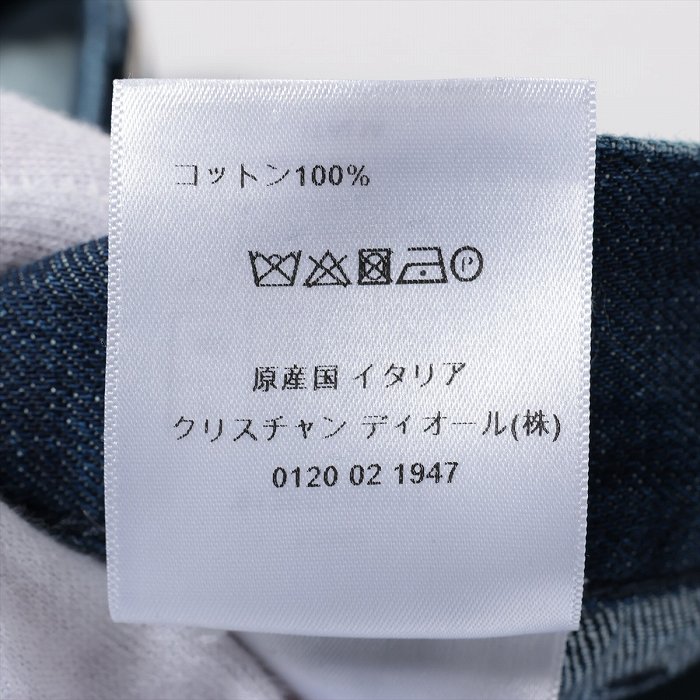 コットン100%
P
原産国 イタリア
クリスチャン ディオール(株)
0120 02 1947